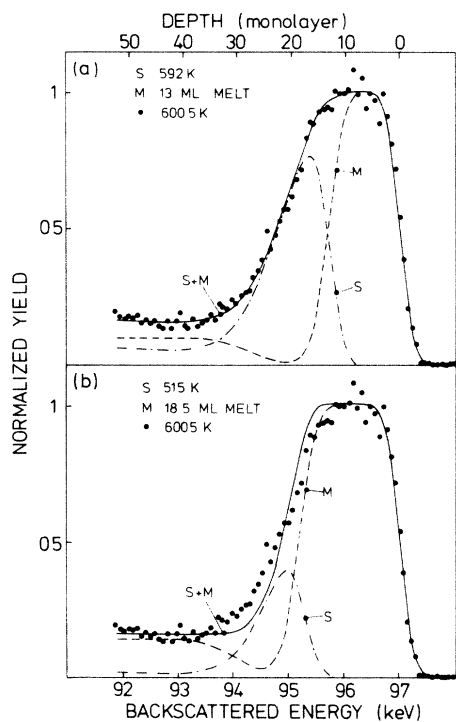 DEPTH (monolayer)
50 40 30 20 10 0
(a)
S 592 K
M 13 ML MELT
• 600 5 K
1
M
0 5
S+M
S
NORMALIZED YIELD
(b)
S 515 K
M 18 5 ML MELT
• 600 5 K
1
M
0 5
S+M
S
92 93 94 95 96 97
BACKSCATTERED ENERGY (keV)